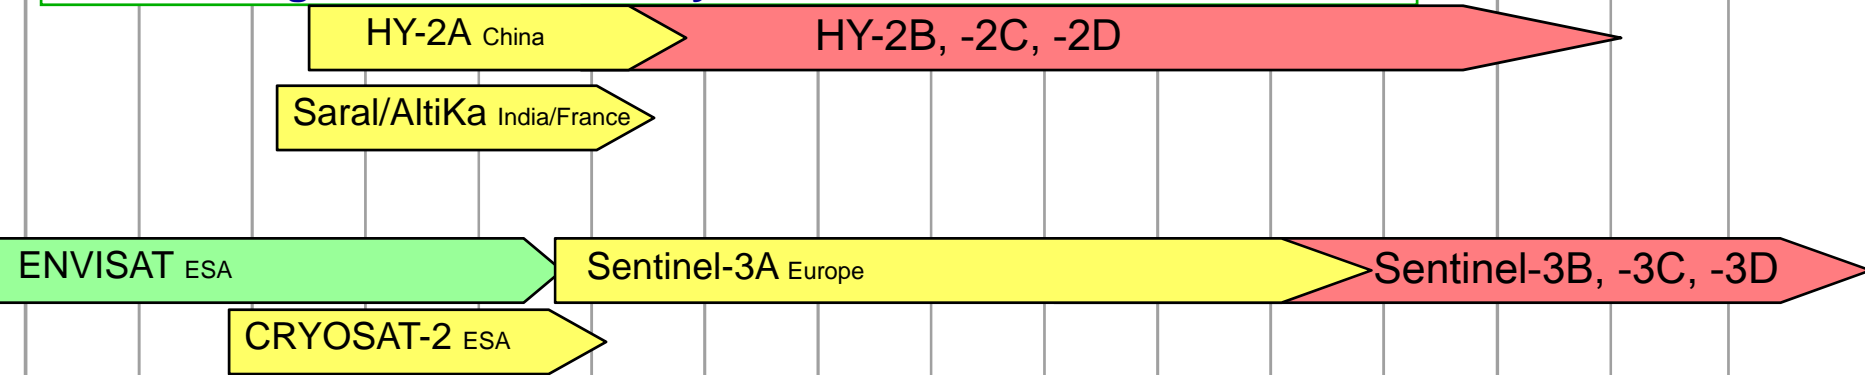 HY-2A China HY-2B, -2C, -2D
Saral/AltiKa India/France
ENVISAT ESA Sentinel-3A Europe Sentinel-3B, -3C, -3D
CRYOSAT-2 ESA